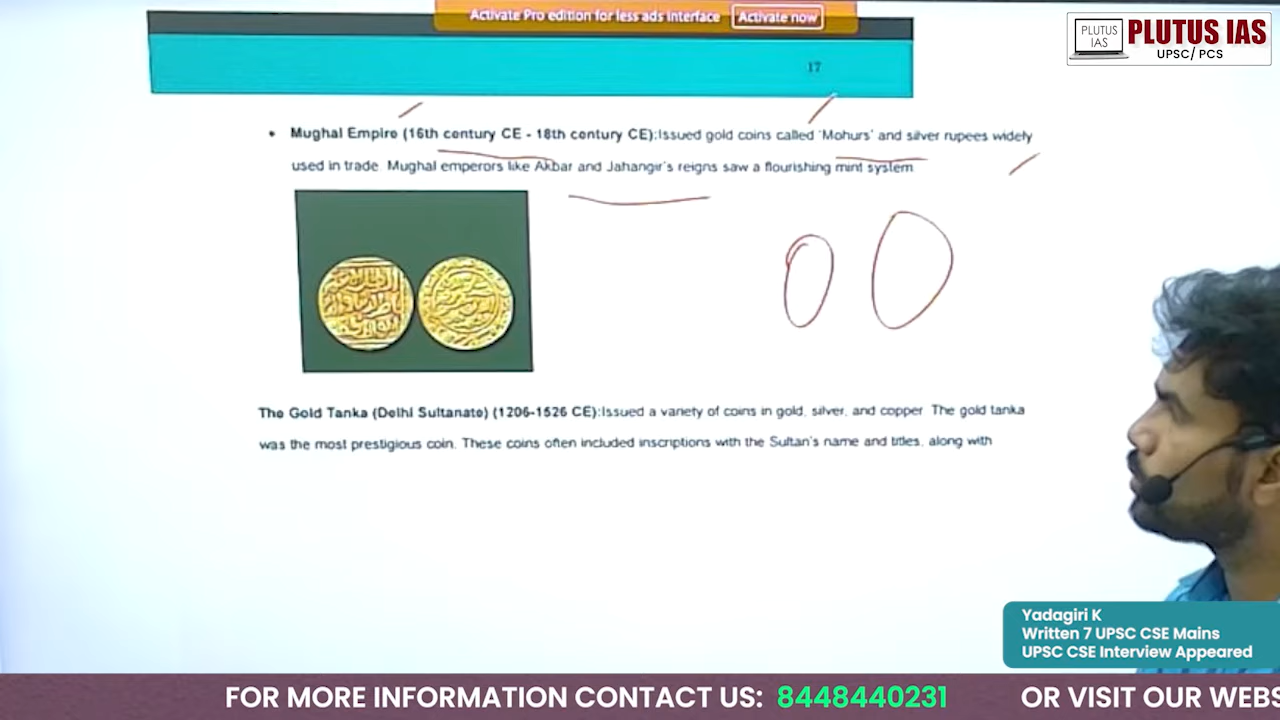 Activate Pro edition for less ads interface Activate now
PLUTUS IAS
PLUTUS IAS
UPSC/ PCS
17
• Mughal Empire (16th century CE - 18th century CE):Issued gold coins called 'Mohurs' and silver rupees widely
used in trade. Mughal emperors like Akbar and Jahangir's reigns saw a flourishing mint system
The Gold Tanka (Delhi Sultanate) (1206-1526 CE):Issued a variety of coins in gold, silver, and copper. The gold tanka
was the most prestigious coin. These coins often included inscriptions with the Sultan's name and titles, along with
Yadagiri K
Written 7 UPSC CSE Mains
UPSC CSE Interview Appeared
FOR MORE INFORMATION CONTACT US: 8448440231 OR VISIT OUR WEBS